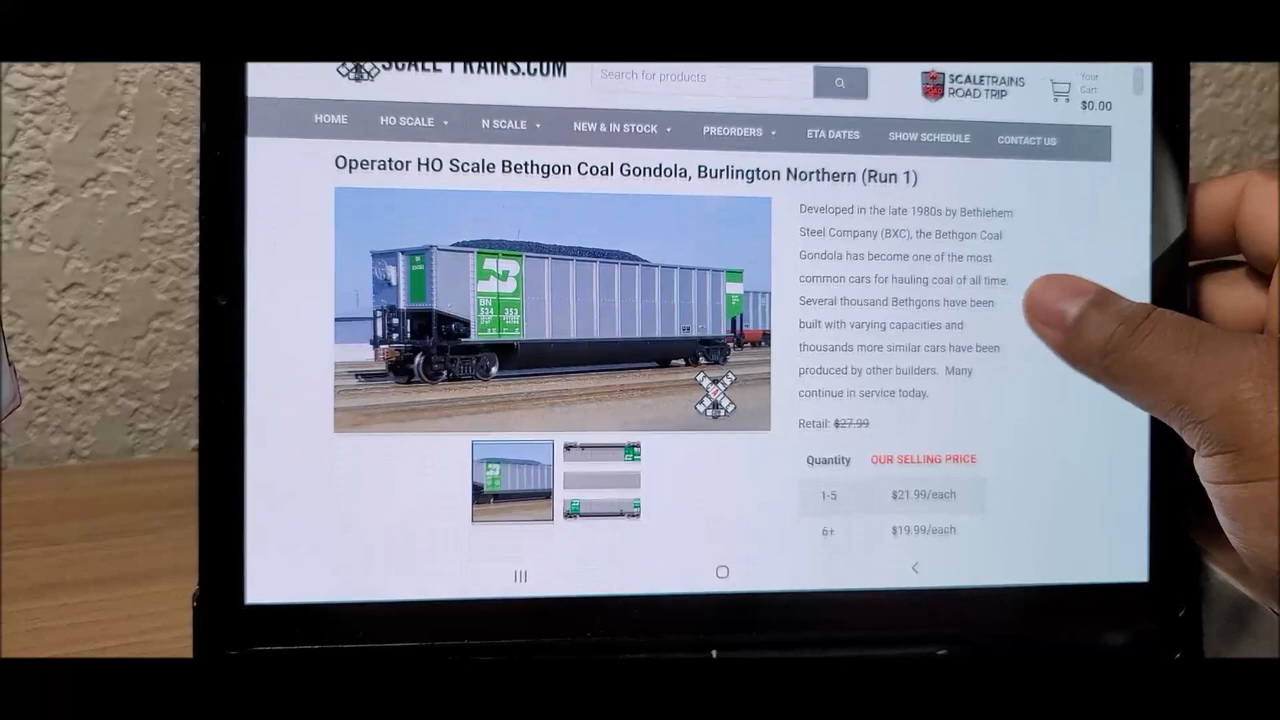 SCALETRAINS.COM
Search for products
SCALETRAINS
ROAD TRIP
Your
Cart
$0.00
HOME
HO SCALE
N SCALE
NEW & IN STOCK
PREORDERS
ETA DATES
SHOW SCHEDULE
CONTACT US
Operator HO Scale Bethgon Coal Gondola, Burlington Northern (Run 1)
BN
534 353
Developed in the late 1980s by Bethlehem
Steel Company (BXC), the Bethgon Coal
Gondola has become one of the most
common cars for hauling coal of all time.
Several thousand Bethgons have been
built with varying capacities and
thousands more similar cars have been
produced by other builders. Many
continue in service today.
Retail: $27.99
Quantity OUR SELLING PRICE
1-5 $21.99/each
6+ $19.99/each